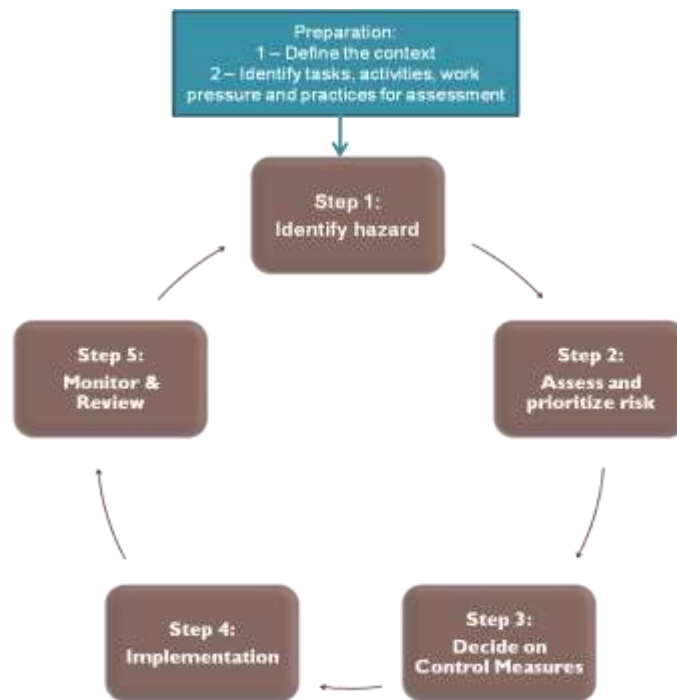 Preparation:
1 – Define the context
2 – Identify tasks, activities, work
pressure and practices for assessment
Step 1:
Identify hazard
Step 2:
Assess and
prioritize risk
Step 3:
Decide on
Control Measures
Step 4:
Implementation
Step 5:
Monitor &
Review